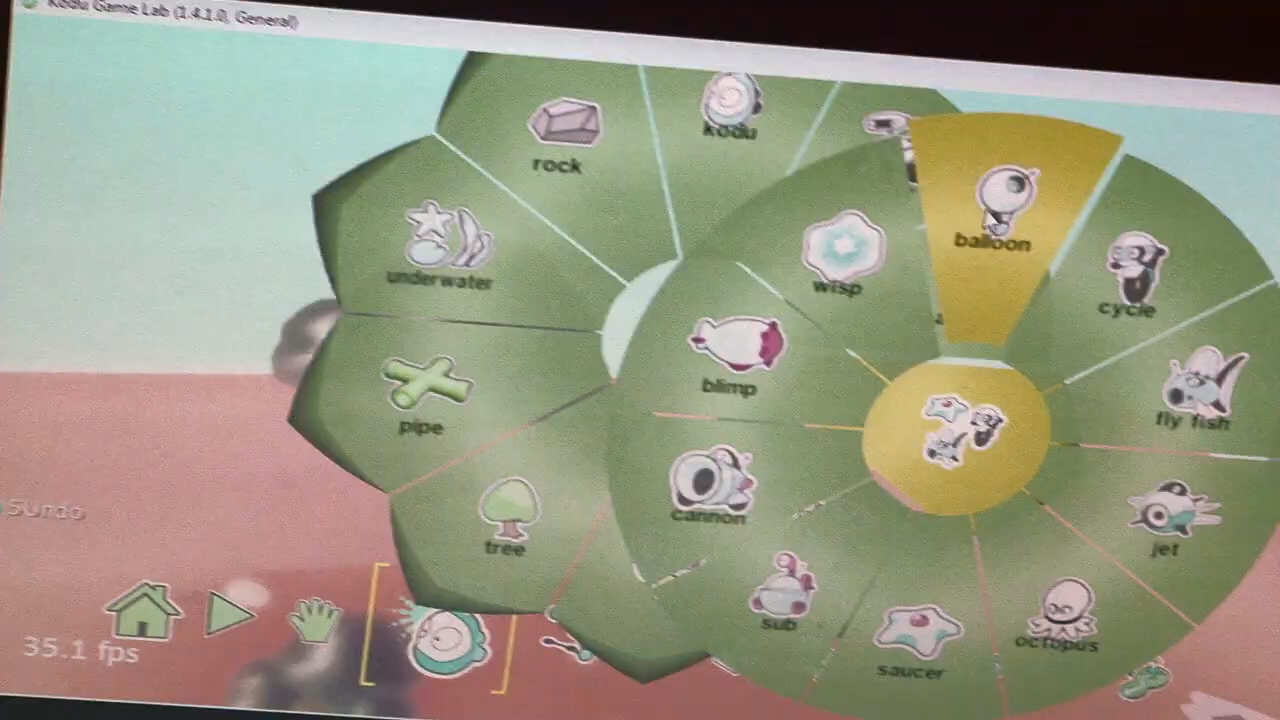 Kodu Game Lab (1.4.1.0, General)
kodu
rock
balloon
underwater
wisp
cycle
blimp
fly fish
pipe
cannon
jet
tree
sub
octopus
saucer
35.1 fps